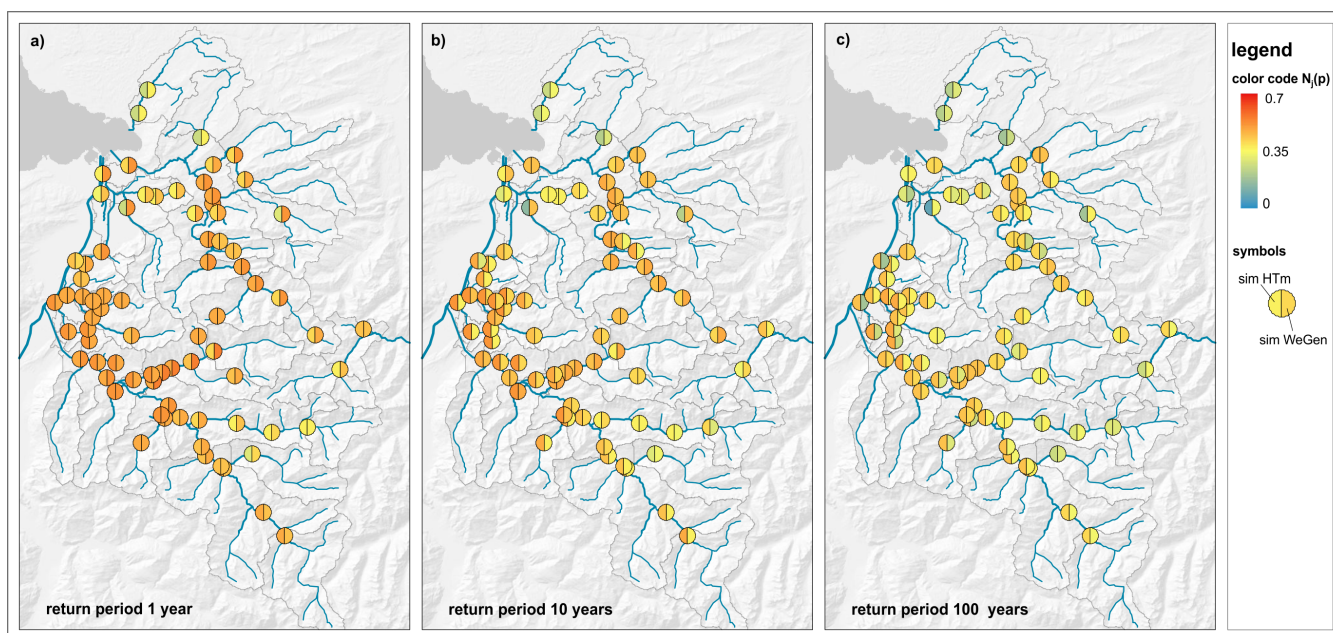 a)
b)
c)
return period 1 year
return period 10 years
return period 100 years
legend
color code Nj(p)
0.7
0.35
0
symbols
sim HTm
sim WeGen